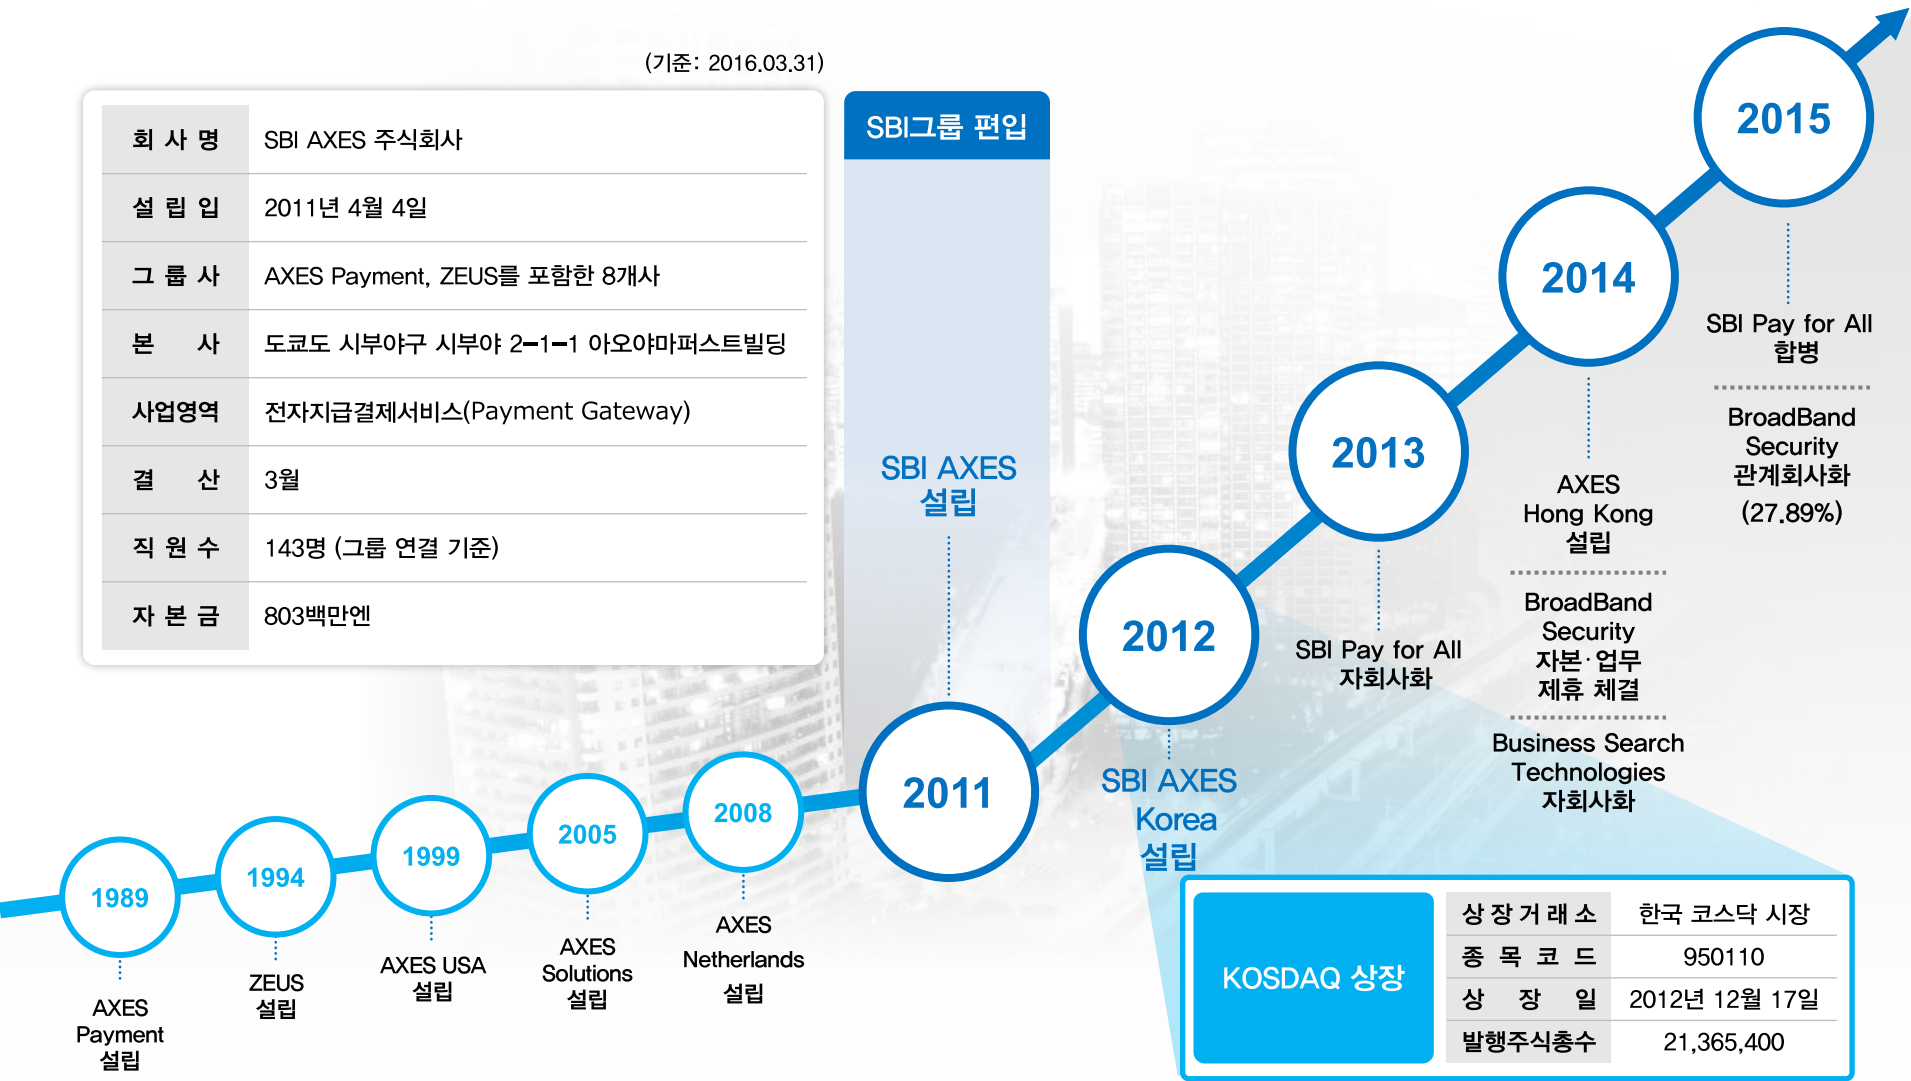 (기준: 2016.03.31)
회 사 명 SBI AXES 주식회사
설 립 입 2011년 4월 4일
그 룹 사 AXES Payment, ZEUS를 포함한 8개사
본 사 도쿄도 시부야구 시부야 2-1-1 아오야마퍼스트빌딩
사업영역 전자지급결제서비스(Payment Gateway)
결 산 3월
직 원 수 143명 (그룹 연결 기준)
자 본 금 803백만엔
SBI그룹 편입
SBI AXES
설립
1989
AXES
Payment
설립
1994
ZEUS
설립
1999
AXES USA
설립
2005
AXES
Solutions
설립
2008
AXES
Netherlands
설립
2011
2012
SBI AXES
Korea
설립
2013
SBI Pay for All
자회사화
2014
AXES
Hong Kong
설립
BroadBand
Security
자본·업무
제휴 체결
Business Search
Technologies
자회사화
2015
SBI Pay for All
합병
BroadBand
Security
관계회사화
(27.89%)
KOSDAQ 상장
상장거래소 한국 코스닥 시장
종 목 코 드 950110
상 장 일 2012년 12월 17일
발행주식총수 21,365,400